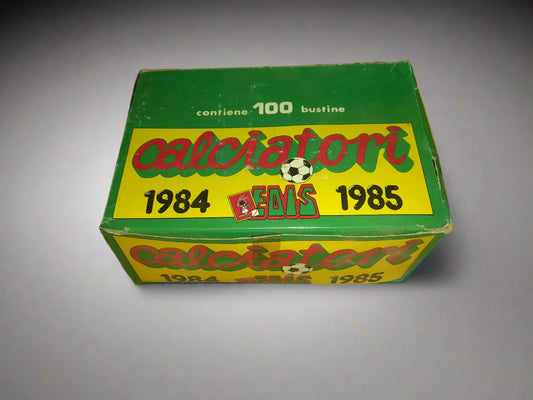 contiene 100 bustine
calciatori
1984 EDIS 1985
calciatori
1984 EDIS 1985